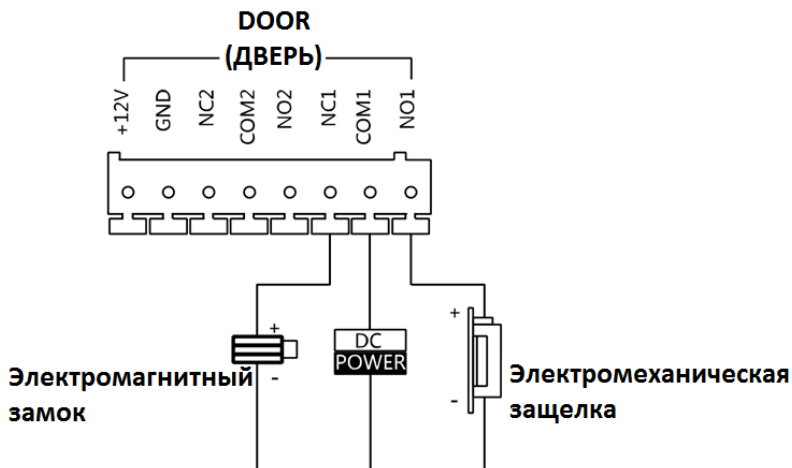 DOOR
(ДВЕРЬ)
+12V GND NC2 COM2 NO2 NC1 COM1 NO1
+
-
Электромагнитный
замок
DC
POWER
+
-
Электромеханическая
защелка